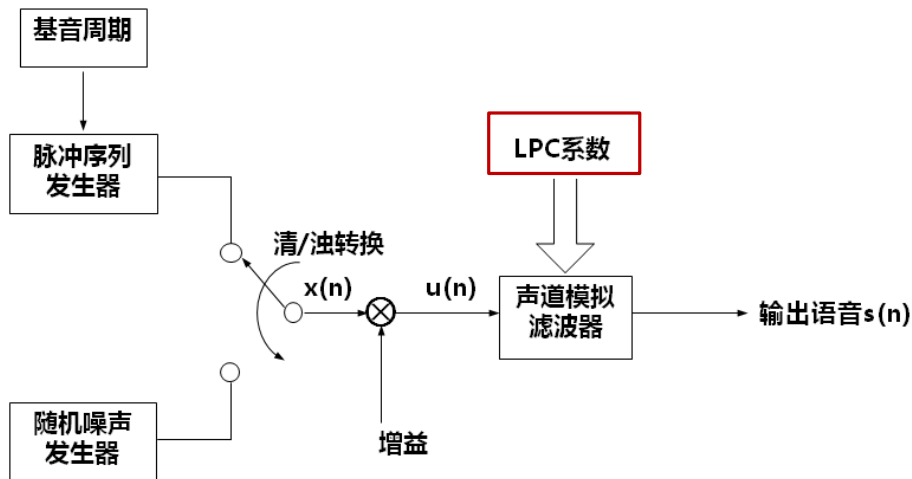 基音周期
脉冲序列
发生器
LPC系数
清/浊转换
x(n)
u(n)
声道模拟
滤波器
输出语音s(n)
随机噪声
发生器
增益